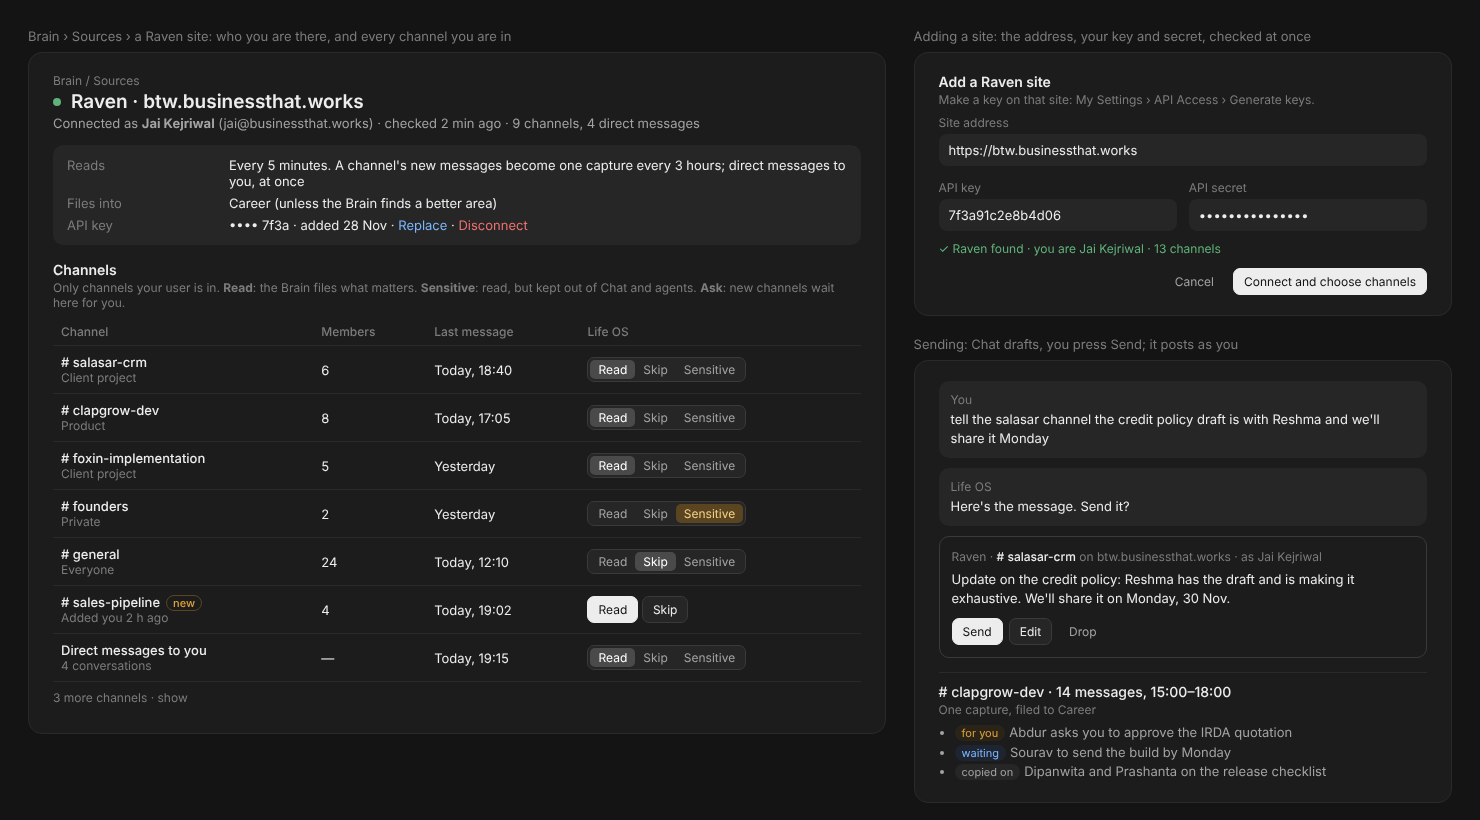 Brain › Sources › a Raven site: who you are there, and every channel you are in
Brain / Sources
Raven · btw.businessthat.works
Connected as Jai Kejriwal (jai@businessthat.works) · checked 2 min ago · 9 channels, 4 direct messages
Reads Every 5 minutes. A channel's new messages become one capture every 3 hours; direct messages to
you, at once
Files into Career (unless the Brain finds a better area)
API key •••• 7f3a · added 28 Nov · Replace · Disconnect
Channels
Only channels your user is in. Read: the Brain files what matters. Sensitive: read, but kept out of Chat and agents. Ask: new channels wait
here for you.
Channel Members Last message Life OS
# salasar-crm 6 Today, 18:40 Read Skip Sensitive
Client project
# clapgrow-dev 8 Today, 17:05 Read Skip Sensitive
Product
# foxin-implementation 5 Yesterday Read Skip Sensitive
Client project
# founders 2 Yesterday Read Skip Sensitive
Private
# general 24 Today, 12:10 Read Skip Sensitive
Everyone
# sales-pipeline new 4 Today, 19:02 Read Skip
Added you 2 h ago
Direct messages to you — Today, 19:15 Read Skip Sensitive
4 conversations
3 more channels · show
Adding a site: the address, your key and secret, checked at once
Add a Raven site
Make a key on that site: My Settings › API Access › Generate keys.
Site address
https://btw.businessthat.works
API key API secret
7f3a91c2e8b4d06 •••••••••••••••
✓ Raven found · you are Jai Kejriwal · 13 channels
Cancel Connect and choose channels
Sending: Chat drafts, you press Send; it posts as you
You
tell the salasar channel the credit policy draft is with Reshma and we'll
share it Monday
Life OS
Here's the message. Send it?
Raven · # salasar-crm on btw.businessthat.works · as Jai Kejriwal
Update on the credit policy: Reshma has the draft and is making it
exhaustive. We'll share it on Monday, 30 Nov.
Send Edit Drop
# clapgrow-dev · 14 messages, 15:00–18:00
One capture, filed to Career
• for you Abdur asks you to approve the IRDA quotation
• waiting Sourav to send the build by Monday
• copied on Dipanwita and Prashanta on the release checklist